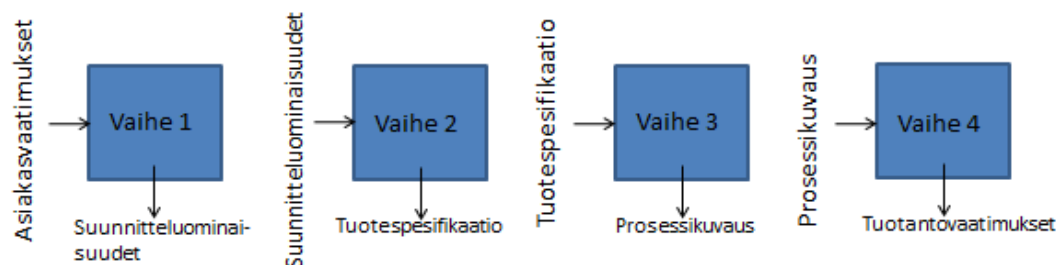 Asiakasvaatimukset
Vaihe 1
Suunnitteluominai-
suudet
Suunnitteluominaisuudet
Vaihe 2
Tuotespesifikaatio
Tuotespesifikaatio
Vaihe 3
Prosessikuvaus
Prosessikuvaus
Vaihe 4
Tuotantovaatimukset